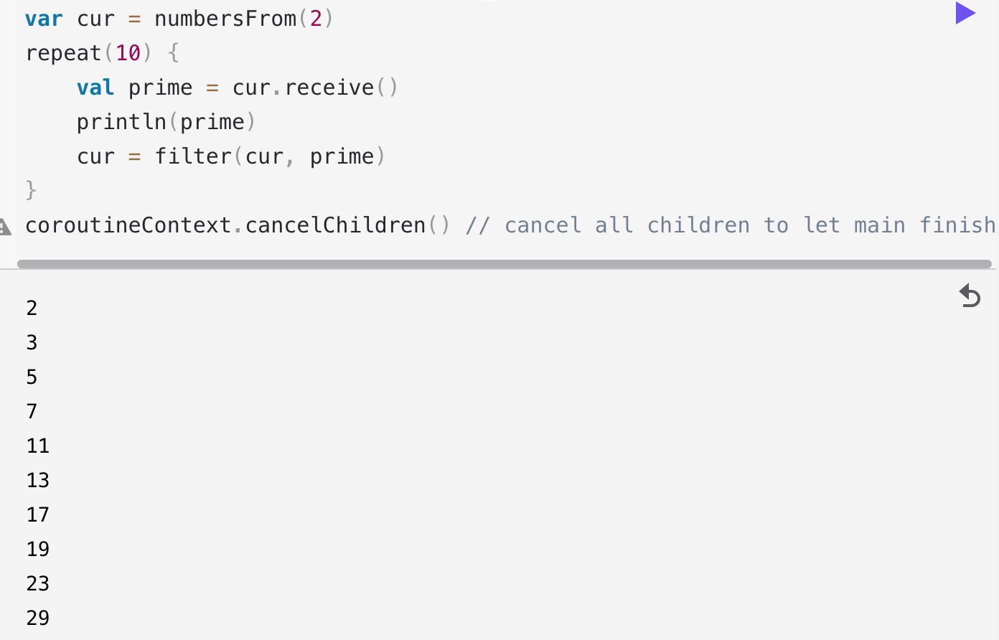 var cur = numbersFrom(2)
repeat(10) {
    val prime = cur.receive()
    println(prime)
    cur = filter(cur, prime)
}
coroutineContext.cancelChildren() // cancel all children to let main finish
2
3
5
7
11
13
17
19
23
29